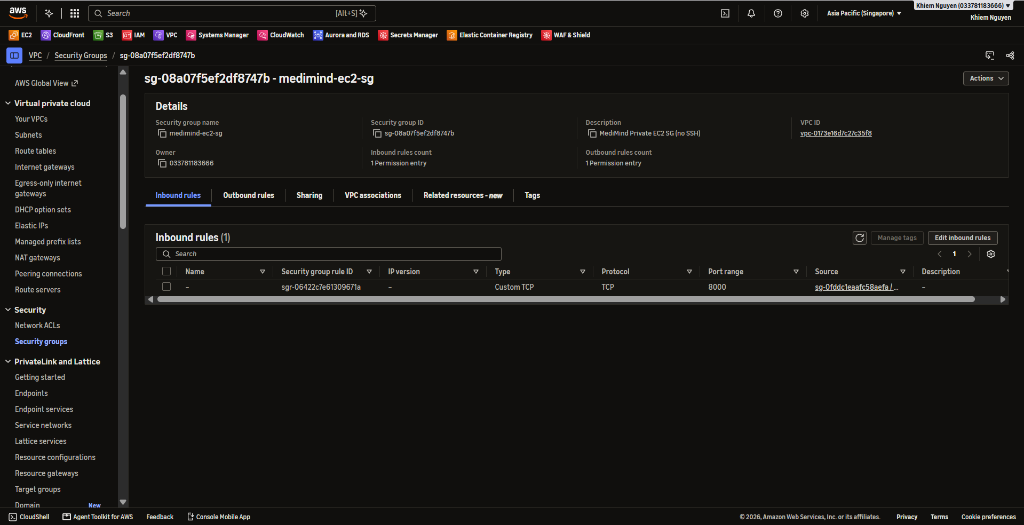 aws
Search [Alt+S]
Asia Pacific (Singapore)
Khiem Nguyen (033781183666)
Khiem Nguyen
EC2 CloudFront S3 IAM VPC Systems Manager CloudWatch Aurora and RDS Secrets Manager Elastic Container Registry WAF & Shield
VPC / Security Groups / sg-08a07f5ef2df8747b
AWS Global View
Virtual private cloud
Your VPCs
Subnets
Route tables
Internet gateways
Egress-only internet
gateways
DHCP option sets
Elastic IPs
Managed prefix lists
NAT gateways
Peering connections
Route servers
Security
Network ACLs
Security groups
PrivateLink and Lattice
Getting started
Endpoints
Endpoint services
Service networks
Lattice services
Resource configurations
Resource gateways
Target groups
Domain New
sg-08a07f5ef2df8747b - medimind-ec2-sg
Actions
Details
Security group name
medimind-ec2-sg
Security group ID
sg-08a07f5ef2df8747b
Description
MediMind Private EC2 SG (no SSH)
VPC ID
vpc-0173e16d7c27c35f8
Owner
033781183666
Inbound rules count
1 Permission entry
Outbound rules count
1 Permission entry
Inbound rules Outbound rules Sharing VPC associations Related resources - new Tags
Inbound rules (1)
Manage tags Edit inbound rules
Search
1
Name Security group rule ID IP version Type Protocol Port range Source Description
– sgr-06422c7e61309671a – Custom TCP TCP 8000 sg-0fddc1eaafc58aefa /... –
CloudShell Agent Toolkit for AWS Feedback Console Mobile App
© 2026, Amazon Web Services, Inc. or its affiliates. Privacy Terms Cookie preferences